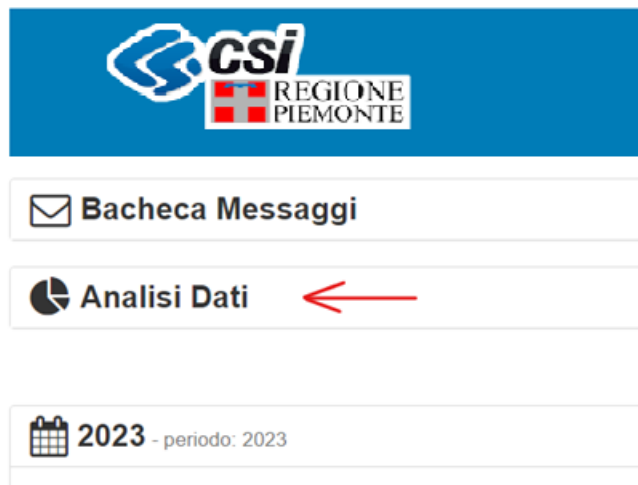 csi
REGIONE
PIEMONTE
Bacheca Messaggi
Analisi Dati
2023 - periodo: 2023